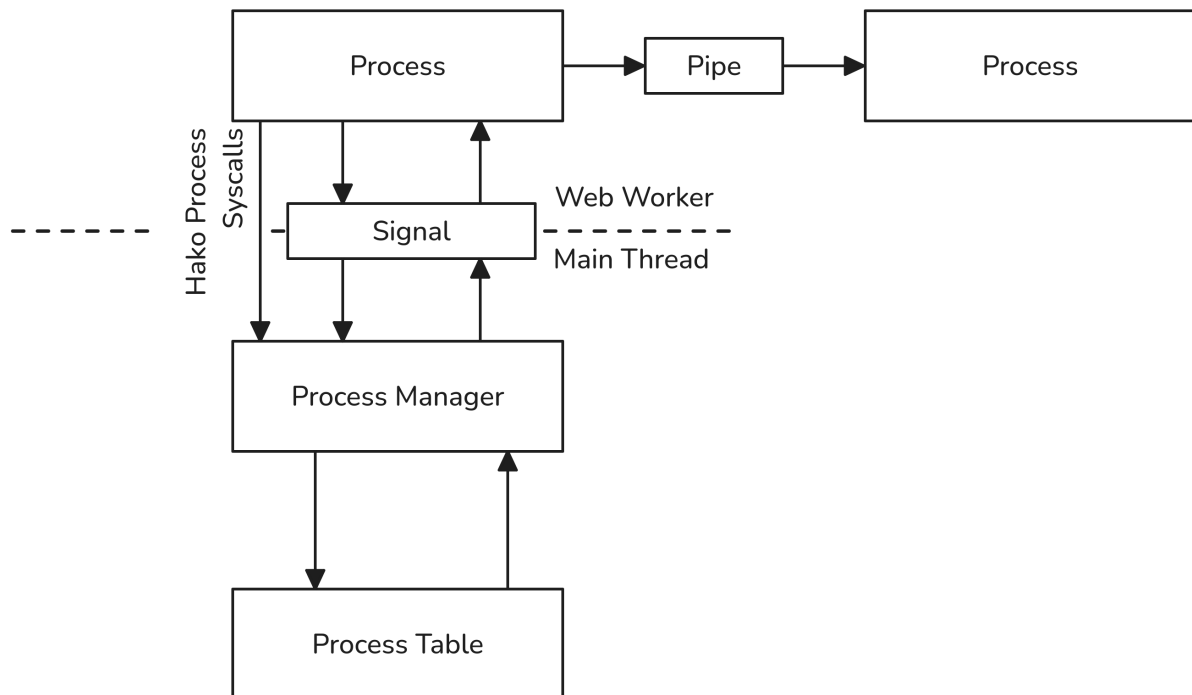 Process
Pipe
Process
Hako Process
Syscalls
Web Worker
Signal
Main Thread
Process Manager
Process Table